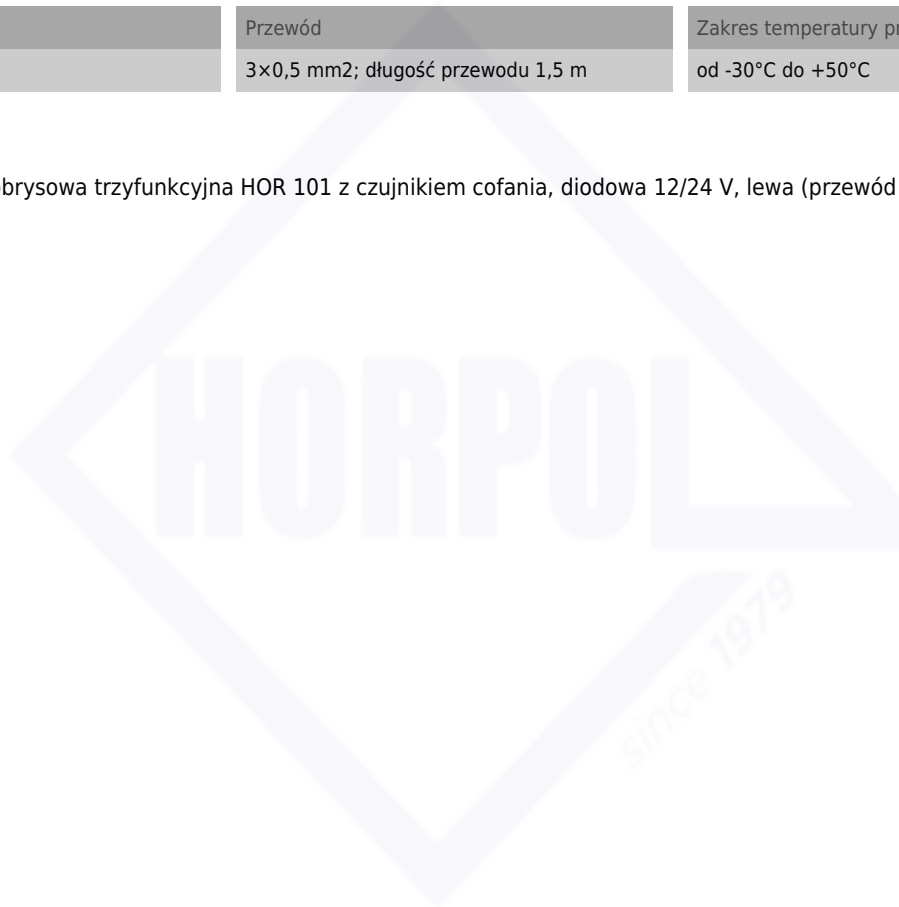 Przewód Zakres temperatury
3×0,5 mm2; długość przewodu 1,5 m od -30°C do +50°C
trzyfunkcyjna HOR 101 z czujnikiem cofania, diodowa 12/24 V, lewa (przewód
HORPOL
since 1979